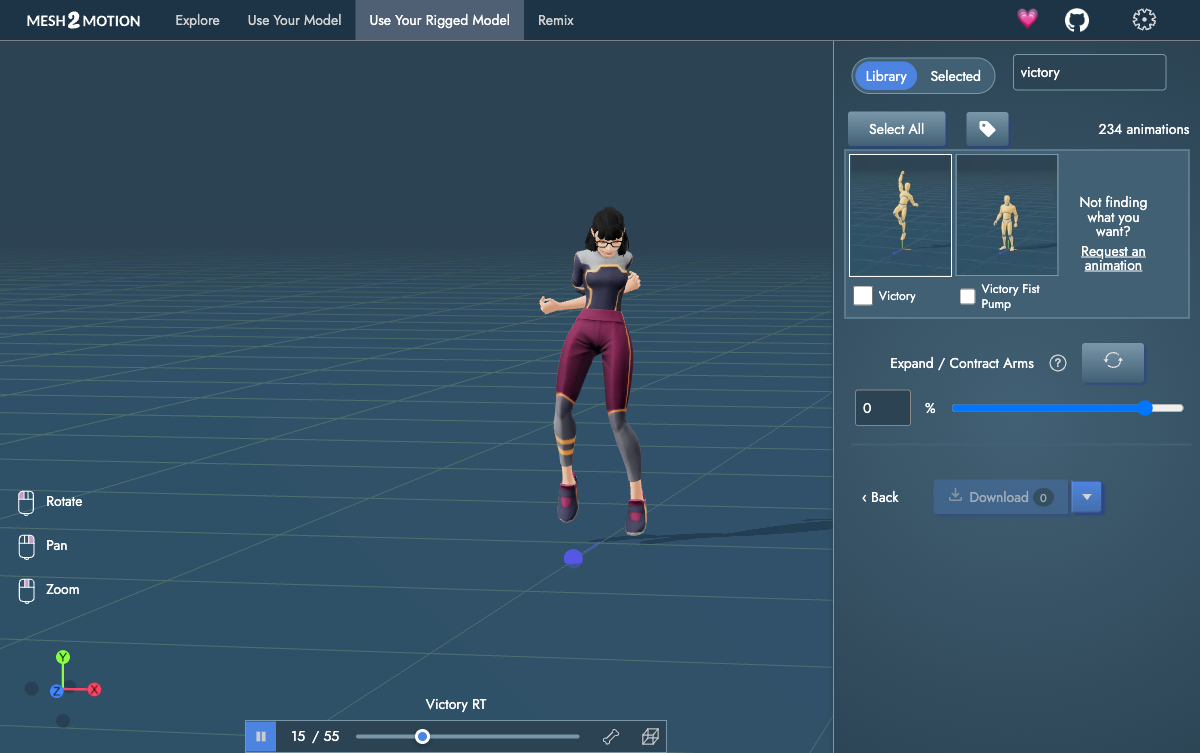 MESH2MOTION
Explore
Use Your Model
Use Your Rigged Model
Remix
Library
Selected
victory
Select All
234 animations
Victory
Victory Fist
Pump
Not finding
what you
want?
Request an
animation
Expand / Contract Arms
?
0
%
‹ Back
Download 0
Rotate
Pan
Zoom
Y
Z
X
Victory RT
15 / 55